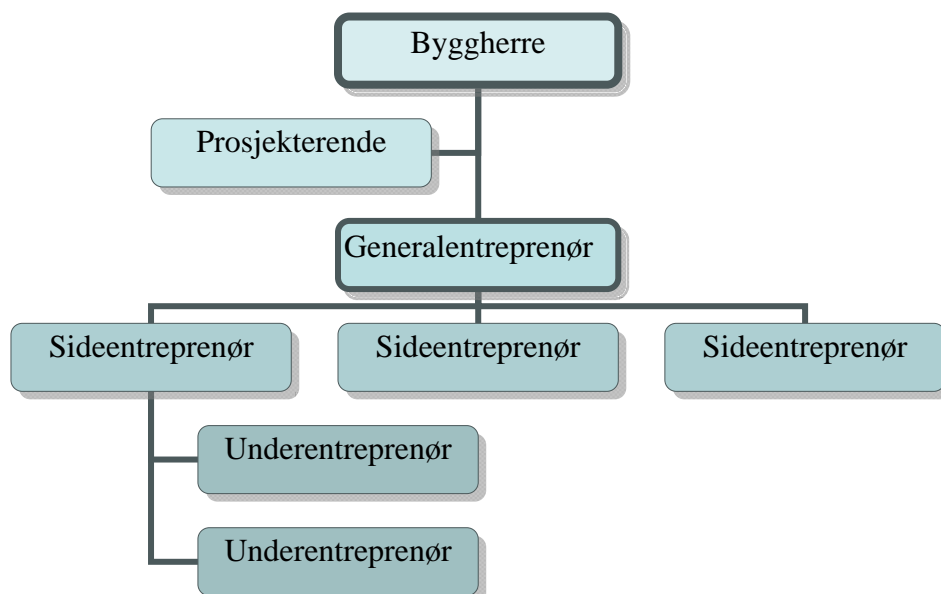 Byggherre
Prosjekterende
Generalentreprenør
Sideentreprenør
Sideentreprenør
Sideentreprenør
Underentreprenør
Underentreprenør